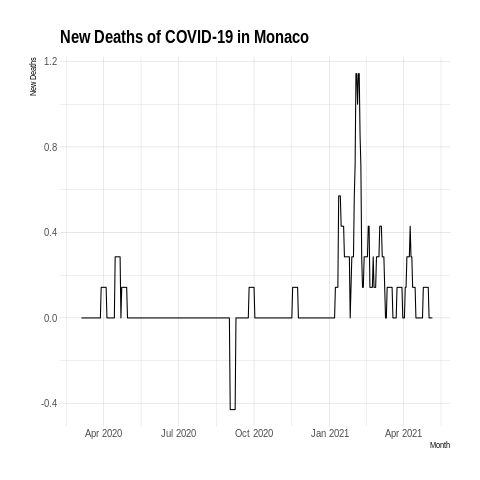 New Deaths of COVID-19 in Monaco
New Deaths
1.2
0.8
0.4
0.0
-0.4
Apr 2020 Jul 2020 Oct 2020 Jan 2021 Apr 2021
Month